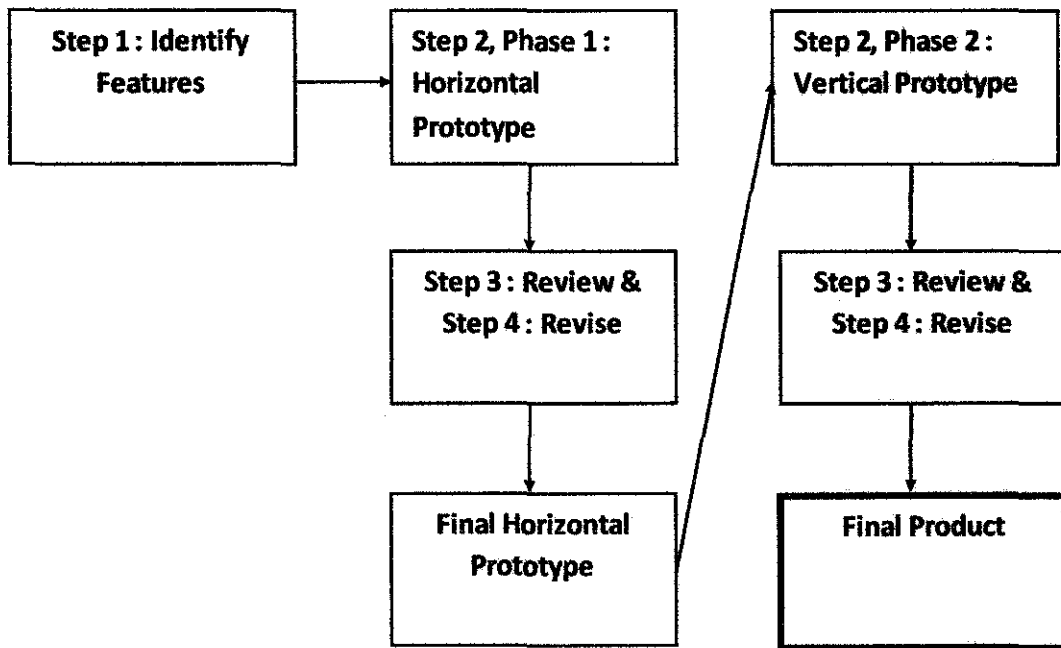 Step 1 : Identify
Features
Step 2, Phase 1 :
Horizontal
Prototype
Step 3 : Review &
Step 4 : Revise
Final Horizontal
Prototype
Step 2, Phase 2 :
Vertical Prototype
Step 3 : Review &
Step 4 : Revise
Final Product